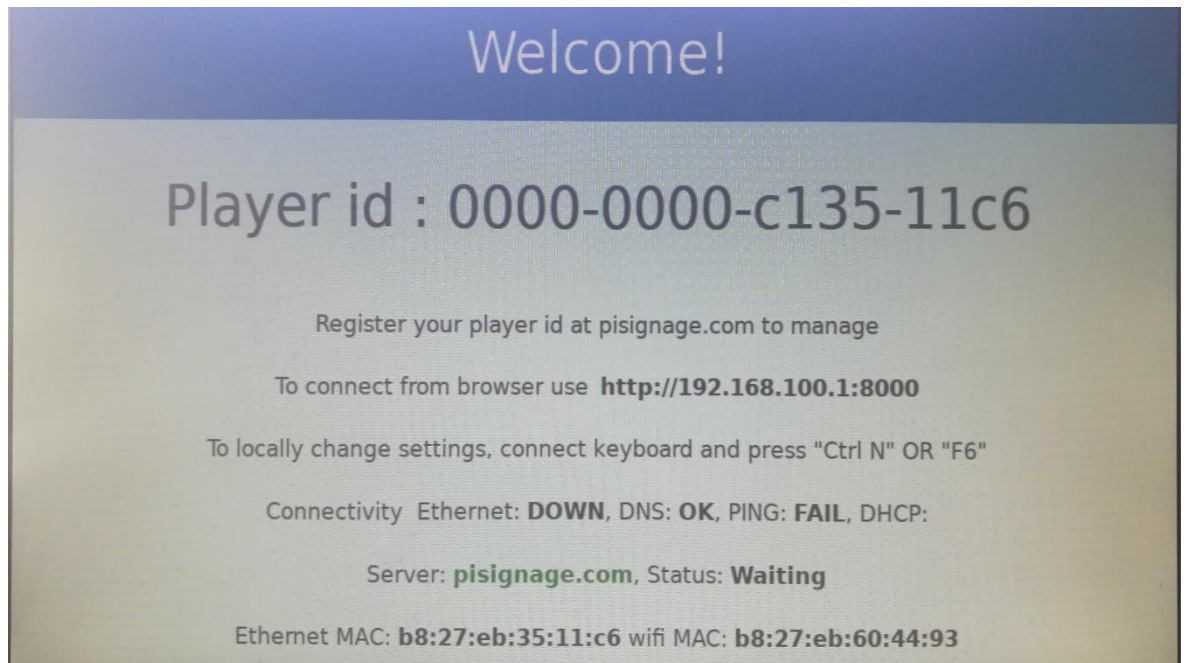 Welcome!
Player id : 0000-0000-c135-11c6
Register your player id at pisignage.com to manage
To connect from browser use http://192.168.100.1:8000
To locally change settings, connect keyboard and press "Ctrl N" OR "F6"
Connectivity Ethernet: DOWN, DNS: OK, PING: FAIL, DHCP:
Server: pisignage.com, Status: Waiting
Ethernet MAC: b8:27:eb:35:11:c6 wifi MAC: b8:27:eb:60:44:93